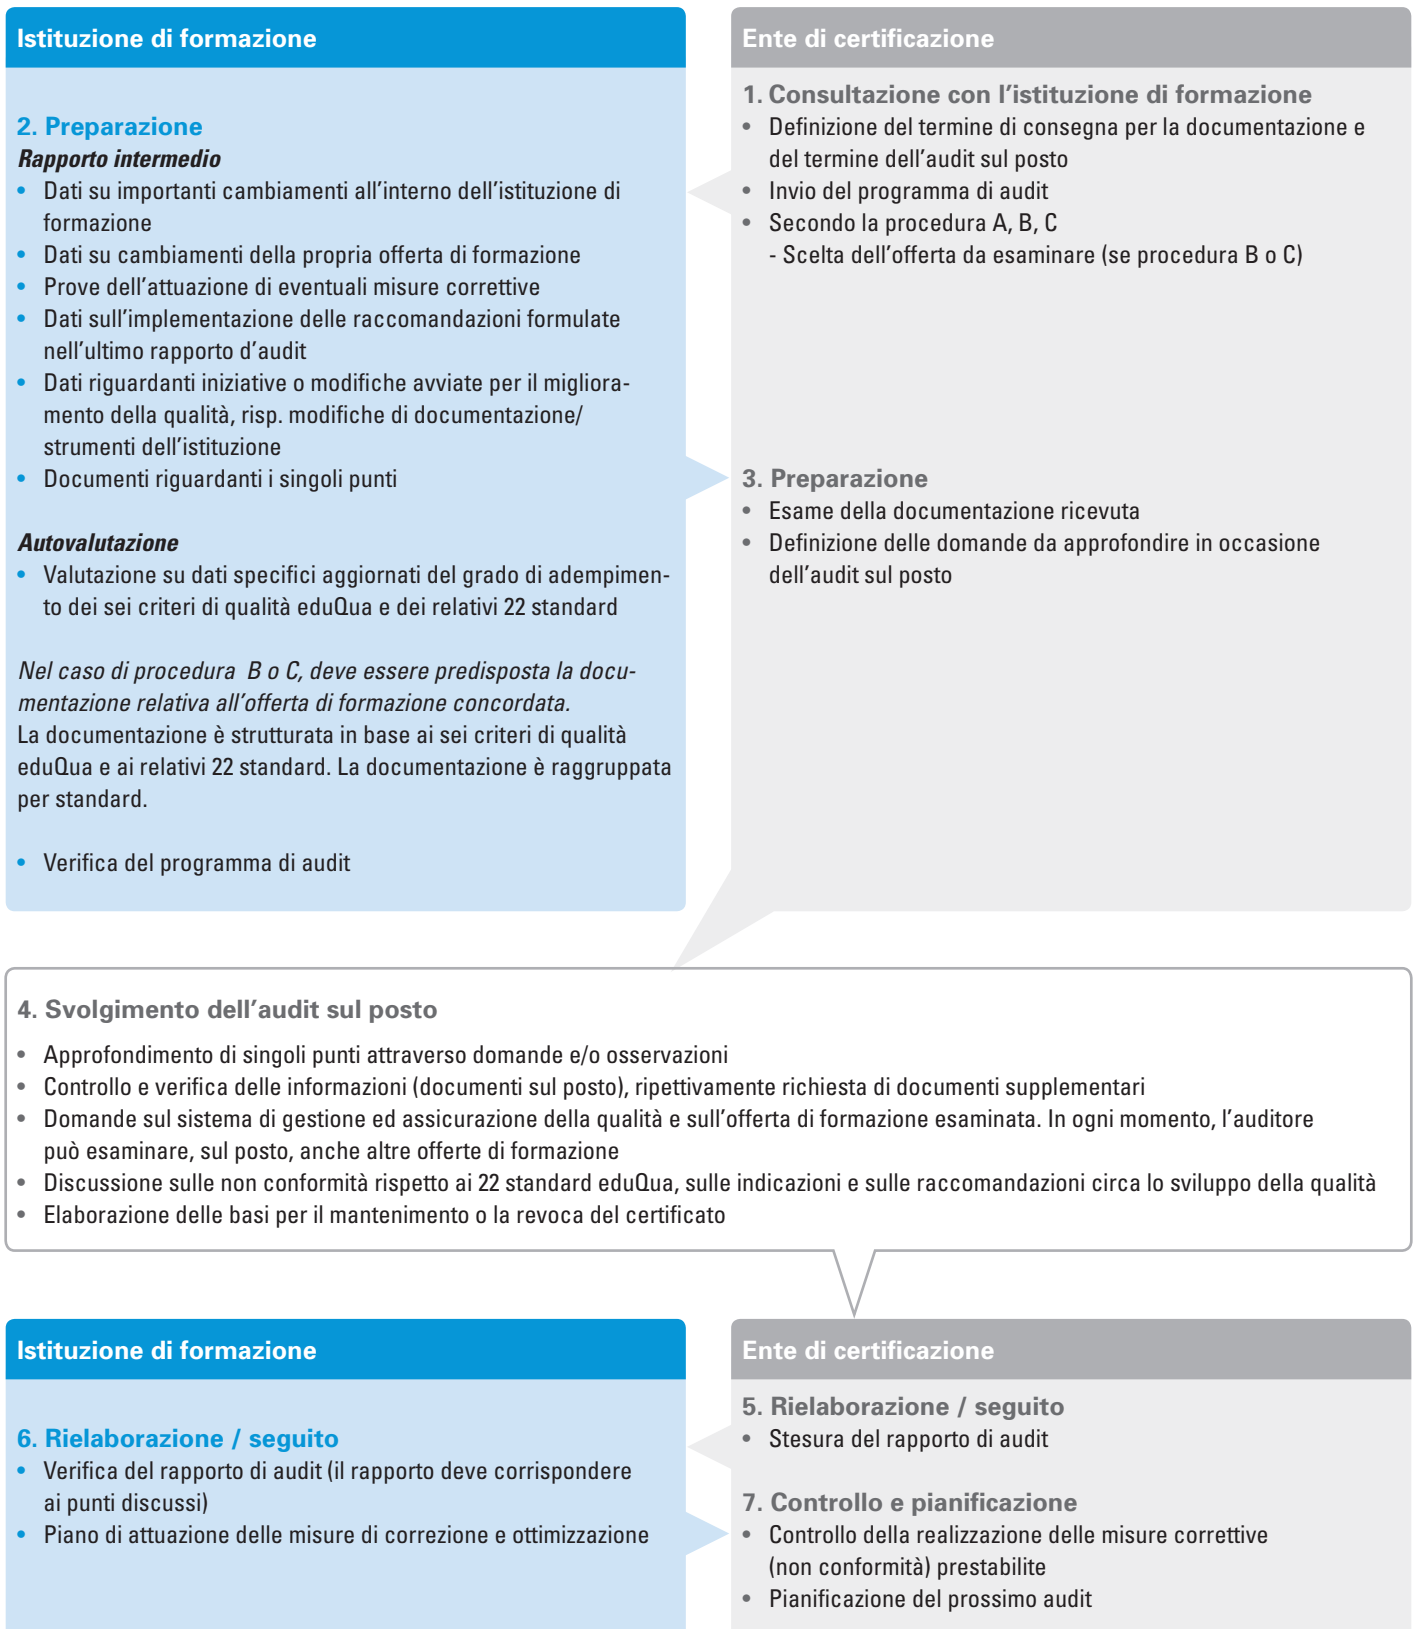 Istituzione di formazione
2. Preparazione
Rapporto intermedio
• Dati su importanti cambiamenti all'interno dell'istituzione di
formazione
• Dati su cambiamenti della propria offerta di formazione
• Prove dell'attuazione di eventuali misure correttive
• Dati sull'implementazione delle raccomandazioni formulate
nell'ultimo rapporto d'audit
• Dati riguardanti iniziative o modifiche avviate per il migliora-
mento della qualità, risp. modifiche di documentazione/
strumenti dell'istituzione
• Documenti riguardanti i singoli punti
Autovalutazione
• Valutazione su dati specifici aggiornati del grado di adempimen-
to dei sei criteri di qualità eduQua e dei relativi 22 standard
Nel caso di procedura  B o C, deve essere predisposta la docu-
mentazione relativa all'offerta di formazione concordata.
La documentazione è strutturata in base ai sei criteri di qualità
eduQua e ai relativi 22 standard. La documentazione è raggruppata
per standard.
• Verifica del programma di audit
Ente di certificazione
1. Consultazione con l'istituzione di formazione
• Definizione del termine di consegna per la documentazione e
del termine dell'audit sul posto
• Invio del programma di audit
• Secondo la procedura A, B, C
- Scelta dell'offerta da esaminare (se procedura B o C)
3. Preparazione
• Esame della documentazione ricevuta
• Definizione delle domande da approfondire in occasione
dell'audit sul posto
4. Svolgimento dell'audit sul posto
• Approfondimento di singoli punti attraverso domande e/o osservazioni
• Controllo e verifica delle informazioni (documenti sul posto), ripettivamente richiesta di documenti supplementari
• Domande sul sistema di gestione ed assicurazione della qualità e sull'offerta di formazione esaminata. In ogni momento, l'auditore
può esaminare, sul posto, anche altre offerte di formazione
• Discussione sulle non conformità rispetto ai 22 standard eduQua, sulle indicazioni e sulle raccomandazioni circa lo sviluppo della qualità
• Elaborazione delle basi per il mantenimento o la revoca del certificato
Istituzione di formazione
6. Rielaborazione / seguito
• Verifica del rapporto di audit (il rapporto deve corrispondere
ai punti discussi)
• Piano di attuazione delle misure di correzione e ottimizzazione
Ente di certificazione
5. Rielaborazione / seguito
• Stesura del rapporto di audit
7. Controllo e pianificazione
• Controllo della realizzazione delle misure correttive
(non conformità) prestabilite
• Pianificazione del prossimo audit